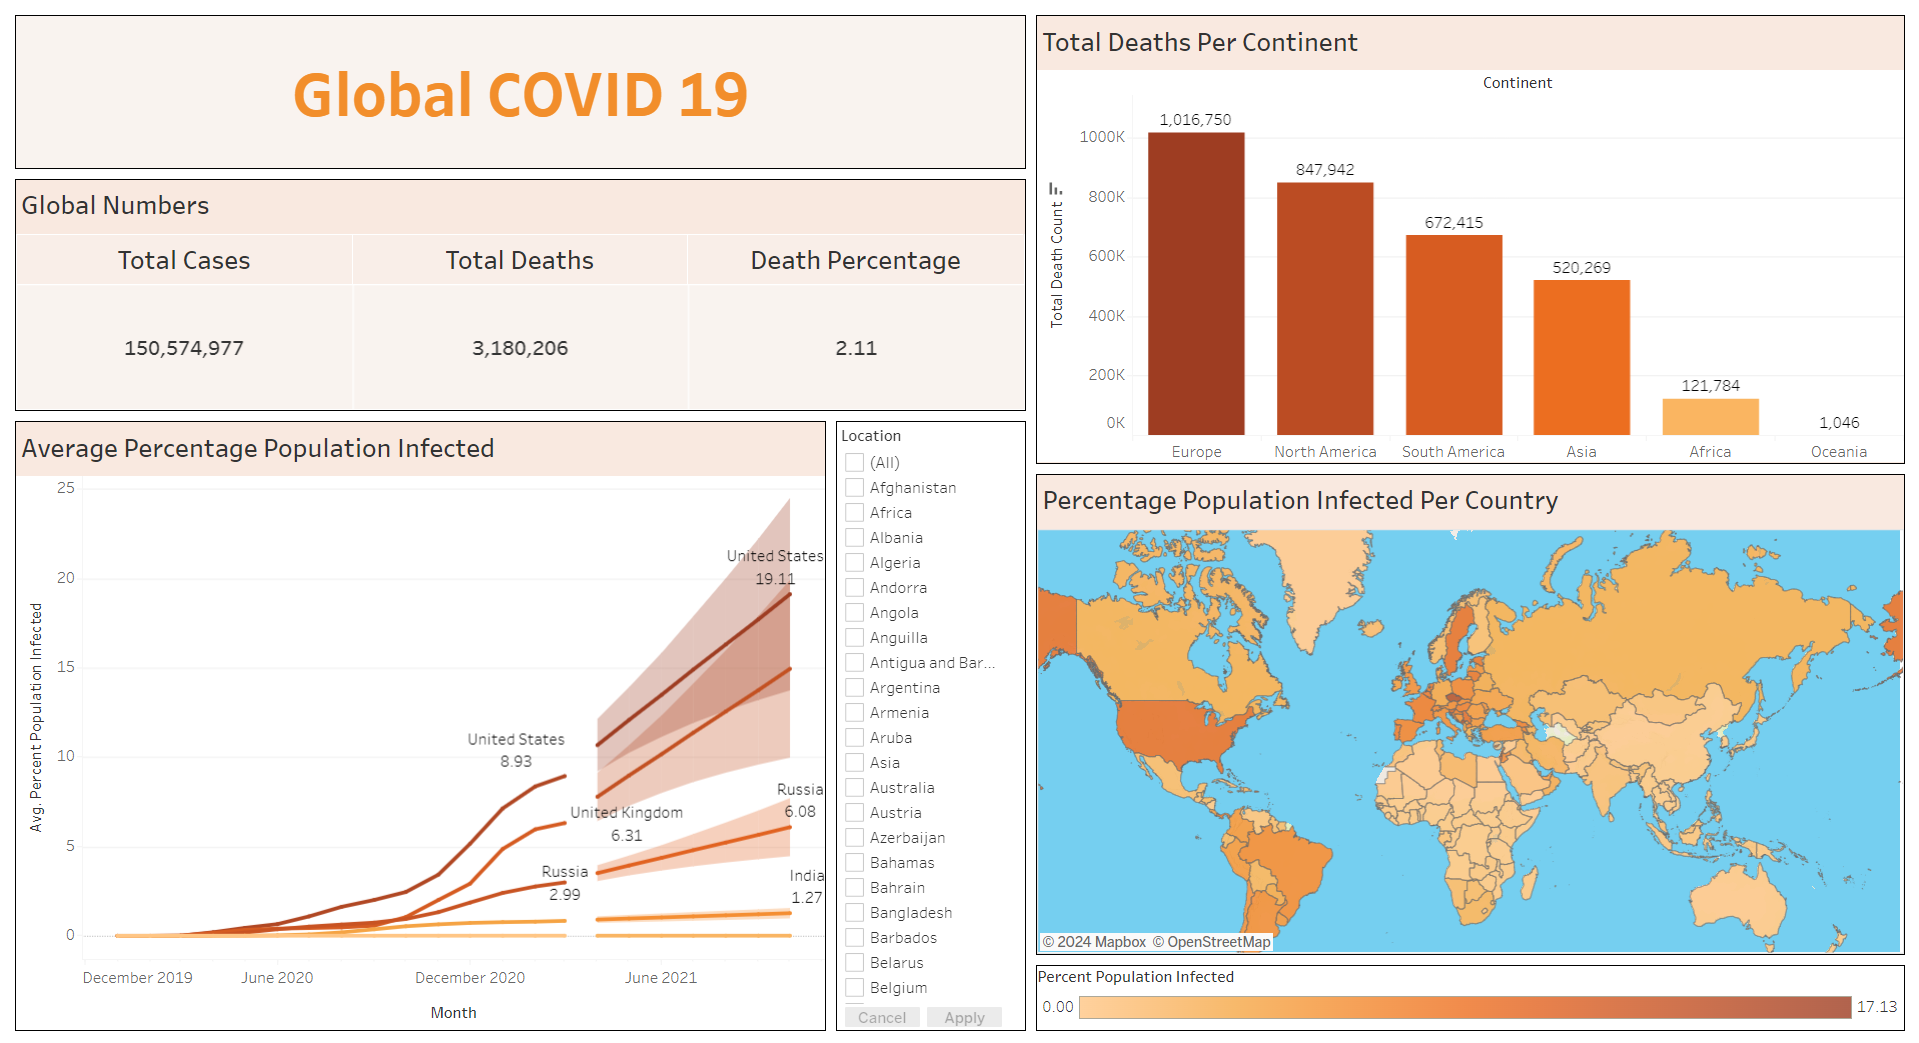 Global COVID 19
Global Numbers
Total Cases
Total Deaths
Death Percentage
150,574,977
3,180,206
2.11
Average Percentage Population Infected
Avg. Percent Population Infected
25
20
15
10
5
0
United States
19.11
United States
8.93
United Kingdom
6.31
Russia
6.08
Russia
2.99
India
1.27
December 2019
June 2020
December 2020
June 2021
Month
Location
(All)
Afghanistan
Africa
Albania
Algeria
Andorra
Angola
Anguilla
Antigua and Bar...
Argentina
Armenia
Aruba
Asia
Australia
Austria
Azerbaijan
Bahamas
Bahrain
Bangladesh
Barbados
Belarus
Belgium
Cancel
Apply
Total Deaths Per Continent
Continent
Total Death Count
1000K
800K
600K
400K
200K
0K
1,016,750
847,942
672,415
520,269
121,784
1,046
Europe
North America
South America
Asia
Africa
Oceania
Percentage Population Infected Per Country
© 2024 Mapbox © OpenStreetMap
Percent Population Infected
0.00
17.13